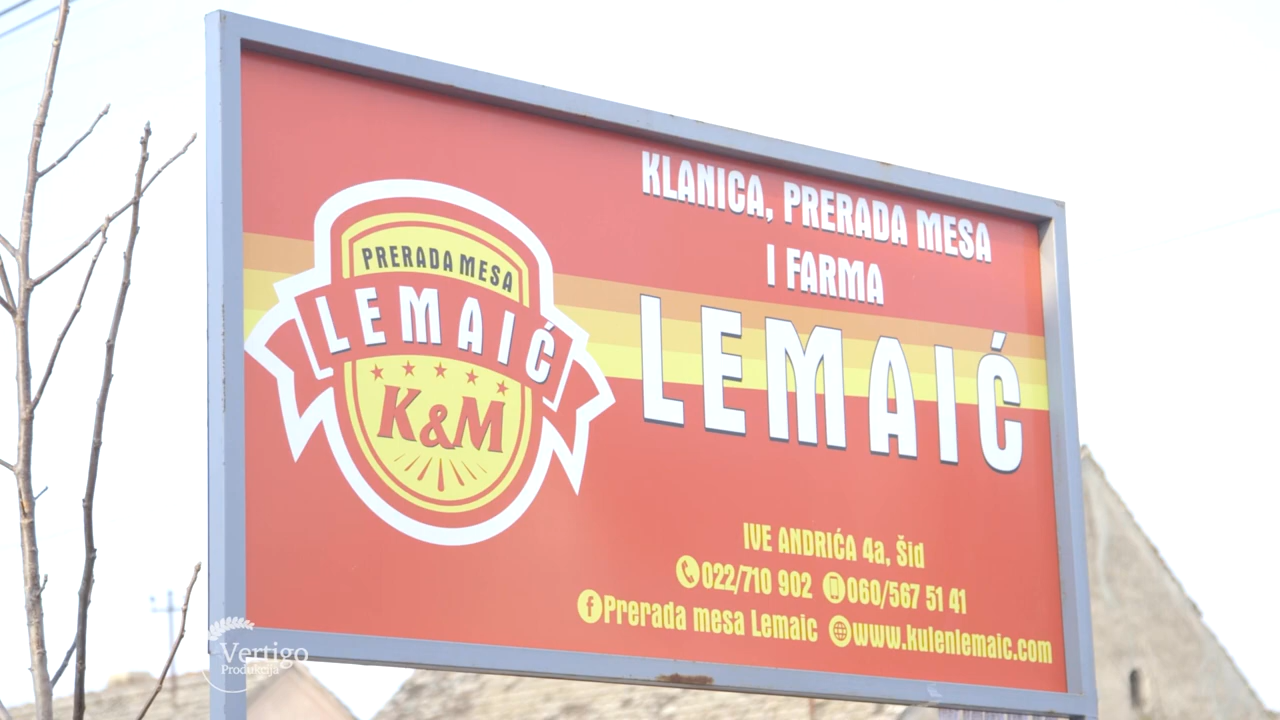 KLANICA, PRERADA MESA
I FARMA
LEMAIĆ
PRERADA MESA
LEMAIĆ
K&M
IVE ANDRIĆA 4a, Šid
022/710 902 060/567 51 41
Prerada mesa Lemaic www.kulenlemaic.com
Vertigo
Produkcija